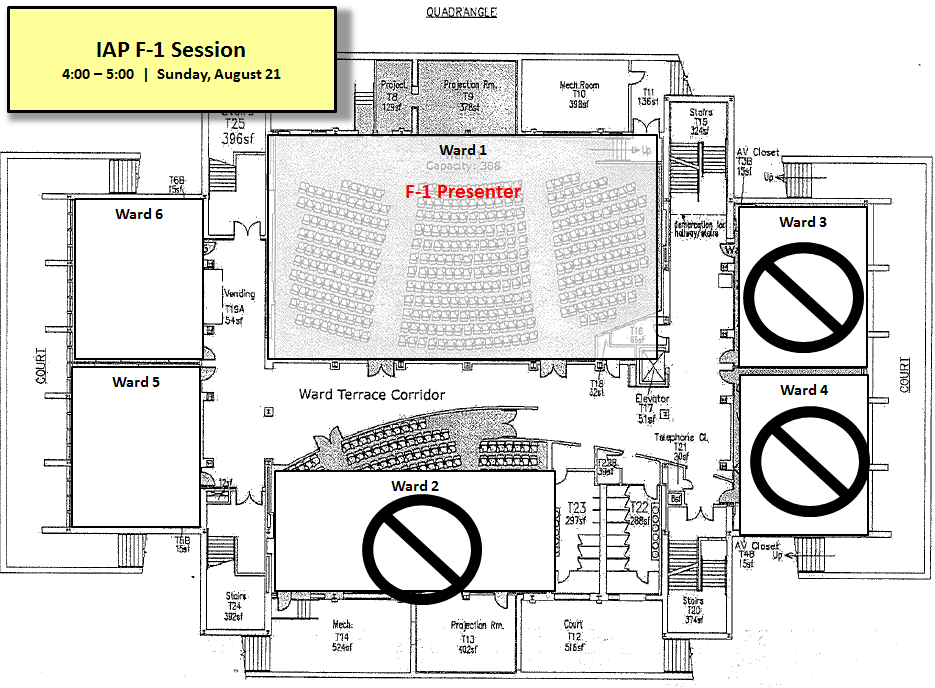 QUADRANGLE
IAP F-1 Session
4:00 – 5:00 | Sunday, August 21
Project.
T8
129sf
Projection Rm.
T9
378sf
Mech.Room
T10
398sf
T11
136sf
Up
Stairs
T15
324sf
T25
396sf
Ward 1
Capacity: 388
F-1 Presenter
AV Closet
T3B
15sf
Up
T6B
15sf
Ward 6
Ward 3
Vending
T19A
54sf
T16
COURT
COURT
Ward 5
Ward 4
Ward Terrace Corridor
T18
32sf
Elevator
T17
51sf
Telephone Cl.
T21
20sf
Ward 2
T23
297sf
T22
288sf
T5B
15sf
AV Closet
T4B
15sf
Up
Stairs
T24
392sf
Stairs
T20
374sf
Mech.
T14
524sf
Projection Rm.
T13
402sf
Court
T12
516sf